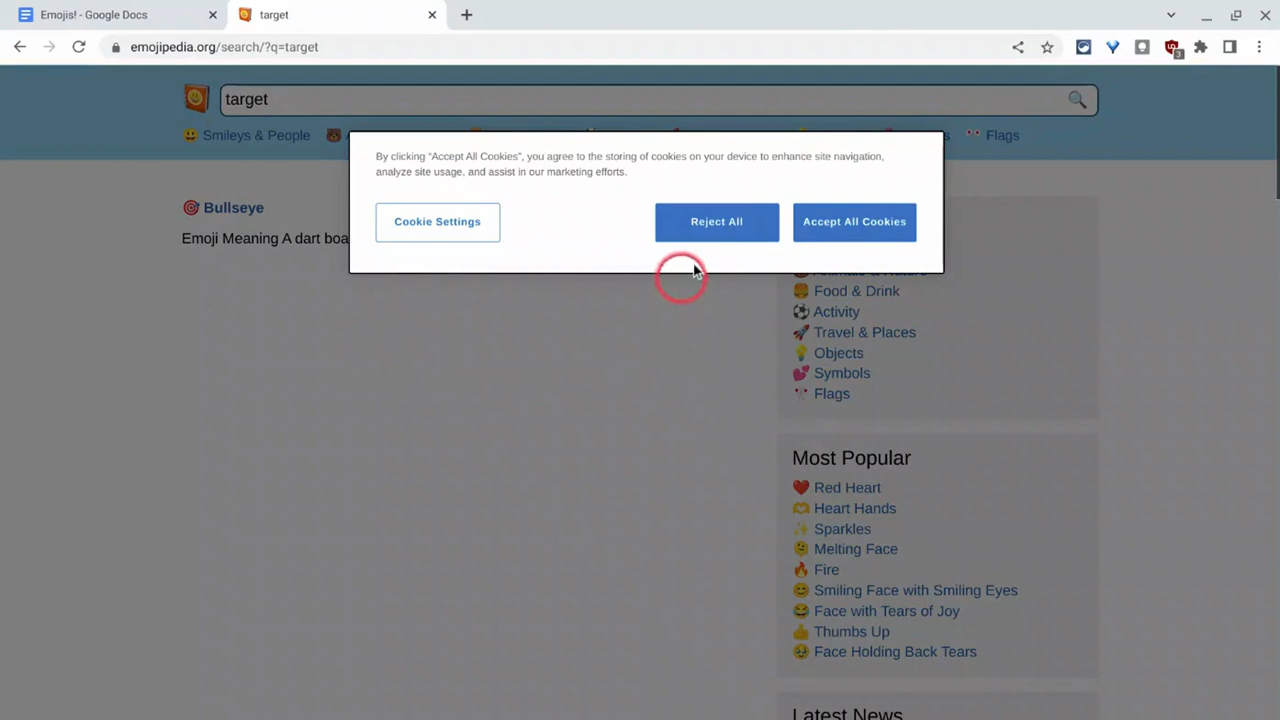 Emojis! - Google Docs
target
emojipedia.org/search/?q=target
3
target
Smileys & People
Flags
By clicking “Accept All Cookies”, you agree to the storing of cookies on your device to enhance site navigation,
analyze site usage, and assist in our marketing efforts.
Cookie Settings
Reject All
Accept All Cookies
Bullseye
Emoji Meaning A dart boa
Food & Drink
Activity
Travel & Places
Objects
Symbols
Flags
Most Popular
Red Heart
Heart Hands
Sparkles
Melting Face
Fire
Smiling Face with Smiling Eyes
Face with Tears of Joy
Thumbs Up
Face Holding Back Tears
Latest News